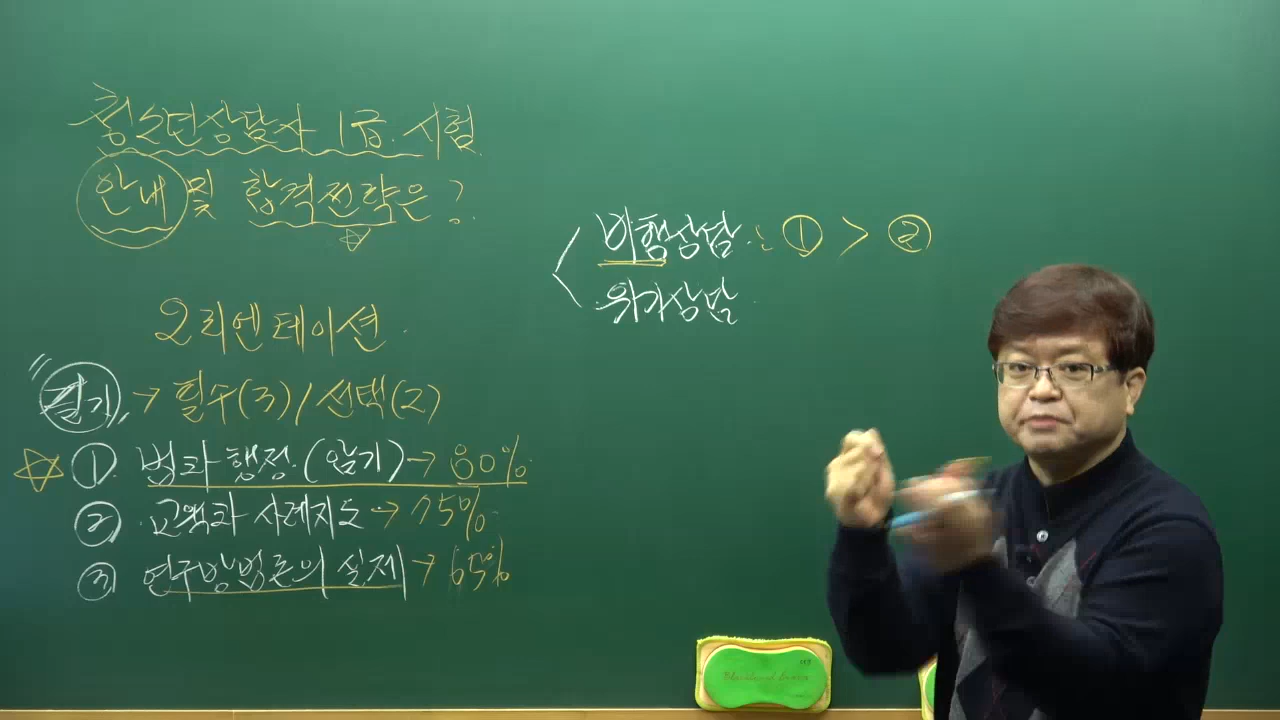 청소년상담사 1급 시험
안내 및 합격전략은?
오리엔테이션
필기 → 필수(3) / 선택(2)
① 법과 행정 (암기) → 80%
② 교육과 사례지도 → 75%
③ 연구방법론의 실제 → 65%
비행상담 : ① > ②
위기상담